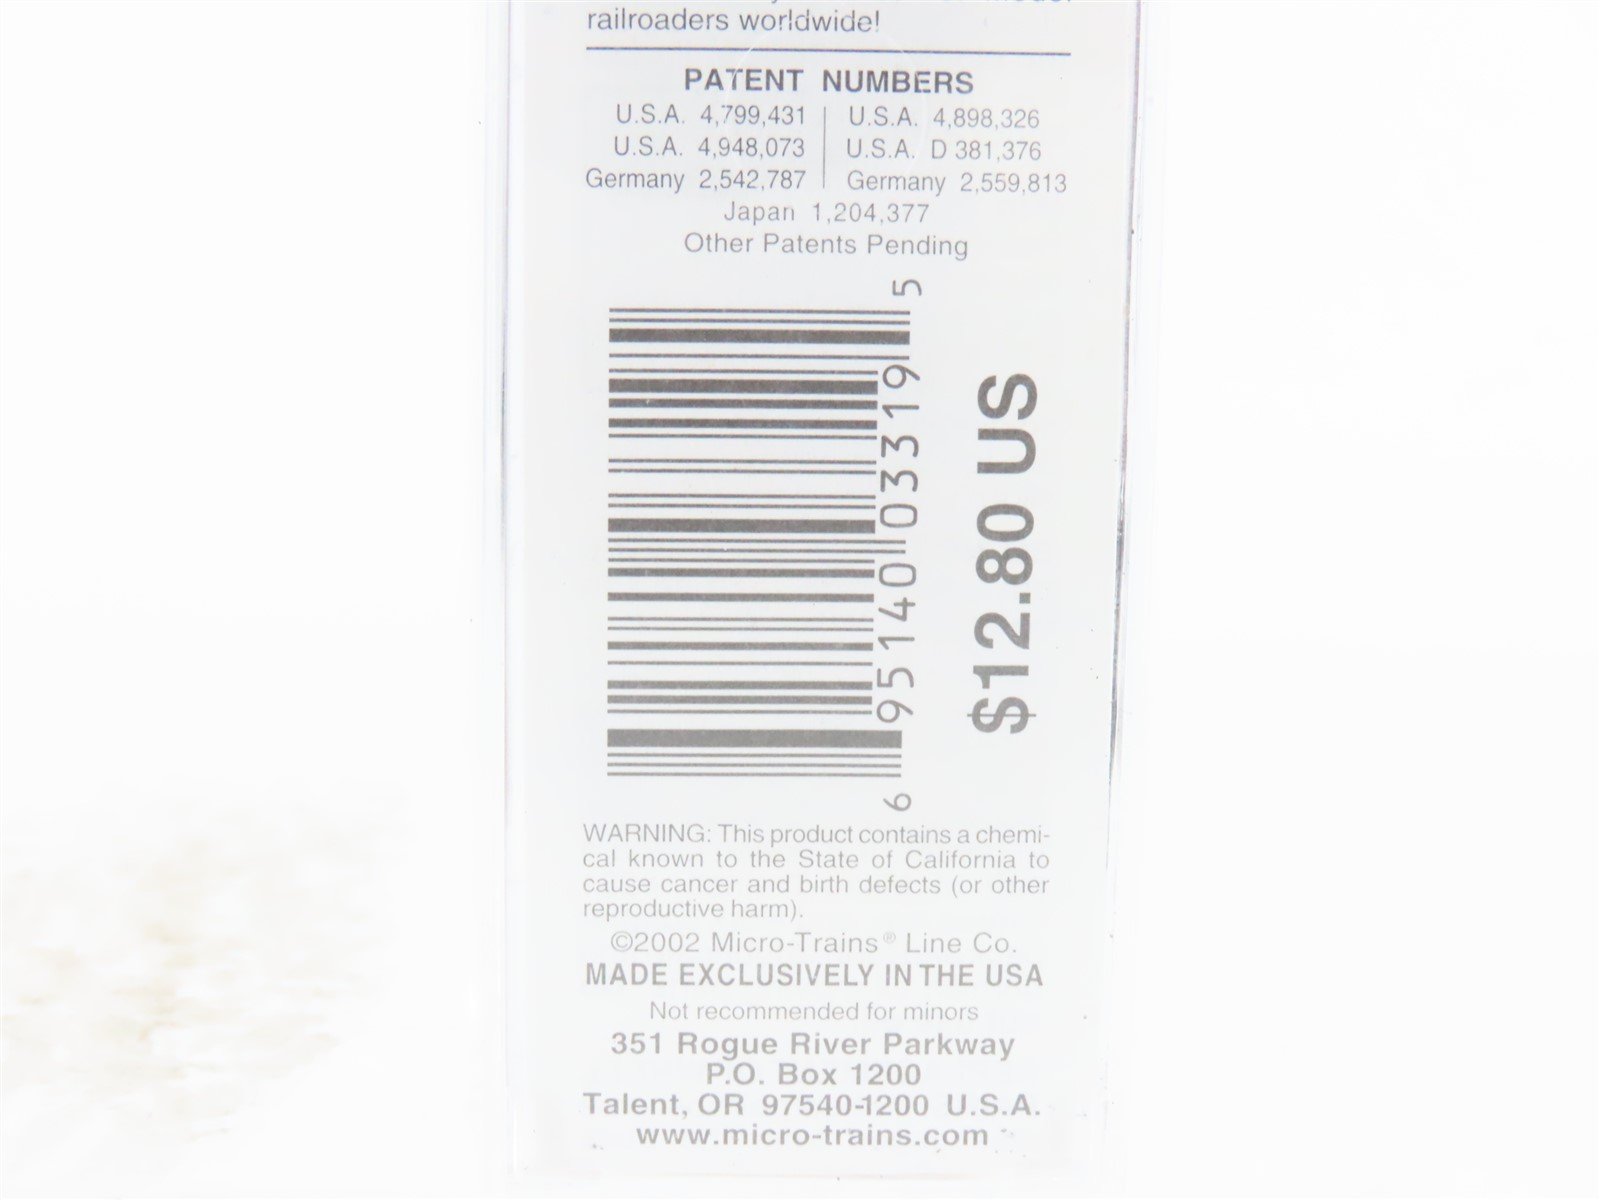 railroaders worldwide!
PATENT NUMBERS
U.S.A. 4,799,431 U.S.A. 4,898,326
U.S.A. 4,948,073 U.S.A. D 381,376
Germany 2,542,787 Germany 2,559,813
Japan 1,204,377
Other Patents Pending
6 95140 03319 5
$12.80 US
WARNING: This product contains a chemi-
cal known to the State of California to
cause cancer and birth defects (or other
reproductive harm).
©2002 Micro-Trains® Line Co.
MADE EXCLUSIVELY IN THE USA
Not recommended for minors
351 Rogue River Parkway
P.O. Box 1200
Talent, OR 97540-1200 U.S.A.
www.micro-trains.com